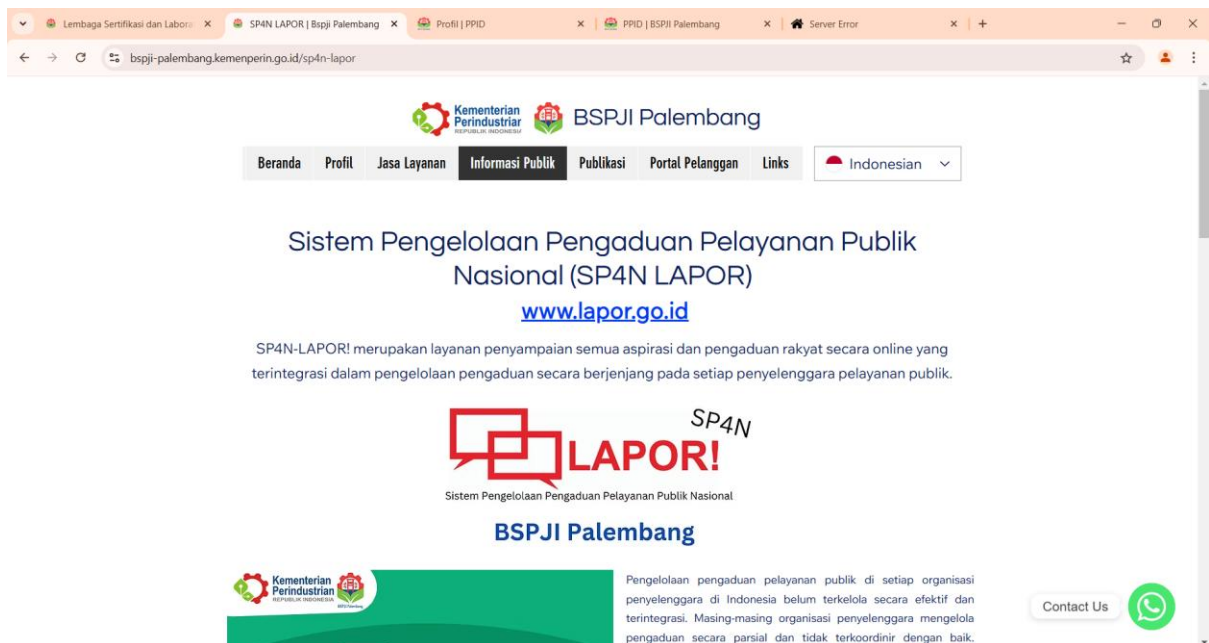 Lembaga Sertifikasi dan Labora
SP4N LAPOR | Bspji Palembang
Profil | PPID
PPID | BSPJI Palembang
Server Error
bspji-palembang.kemenperin.go.id/sp4n-lapor
Kementerian
Perindustriar
REPUBLIK INDONESIA
BSPJI Palembang
Beranda Profil Jasa Layanan Informasi Publik Publikasi Portal Pelanggan Links Indonesian
Sistem Pengelolaan Pengaduan Pelayanan Publik
Nasional (SP4N LAPOR)
www.lapor.go.id
SP4N-LAPOR! merupakan layanan penyampaian semua aspirasi dan pengaduan rakyat secara online yang
terintegrasi dalam pengelolaan pengaduan secara berjenjang pada setiap penyelenggara pelayanan publik.
SP4N
LAPOR!
Sistem Pengelolaan Pengaduan Pelayanan Publik Nasional
BSPJI Palembang
Kementerian
Perindustrian
REPUBLIK INDONESIA
Pengelolaan pengaduan pelayanan publik di setiap organisasi
penyelenggara di Indonesia belum terkelola secara efektif dan
terintegrasi. Masing-masing organisasi penyelenggara mengelola
pengaduan secara parsial dan tidak terkoordinir dengan baik.
Contact Us